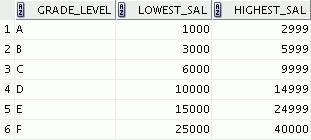 GRADE_LEVEL LOWEST_SAL HIGHEST_SAL
1 A 1000 2999
2 B 3000 5999
3 C 6000 9999
4 D 10000 14999
5 E 15000 24999
6 F 25000 40000